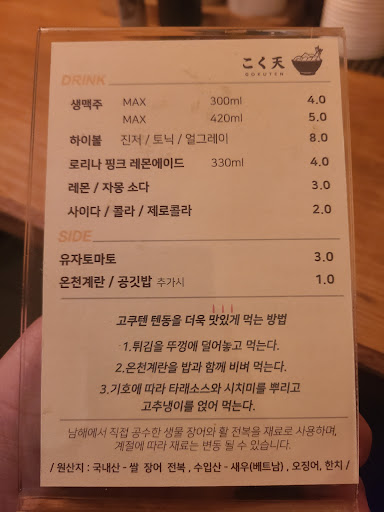 こく天
GOKUTEN
DRINK
생맥주 MAX 300ml 4.0
MAX 420ml 5.0
하이볼 진저 / 토닉 / 얼그레이 8.0
로리나 핑크 레몬에이드 330ml 4.0
레몬 / 자몽 소다 3.0
사이다 / 콜라 / 제로콜라 2.0
SIDE
유자토마토 3.0
온천계란 / 공깃밥 추가시 1.0
고쿠텐 텐동을 더욱 맛있게 먹는 방법
1.튀김을 뚜껑에 덜어놓고 먹는다.
2.온천계란을 밥과 함께 비벼 먹는다.
3.기호에 따라 타래소스와 시치미를 뿌리고
고추냉이를 얹어 먹는다.
남해에서 직접 공수한 생물 장어와 활 전복을 재료로 사용하며,
계절에 따라 재료는 변동 될 수 있습니다.
/ 원산지 : 국내산 - 쌀 장어 전복 , 수입산 - 새우(베트남) , 오징어, 한치 /